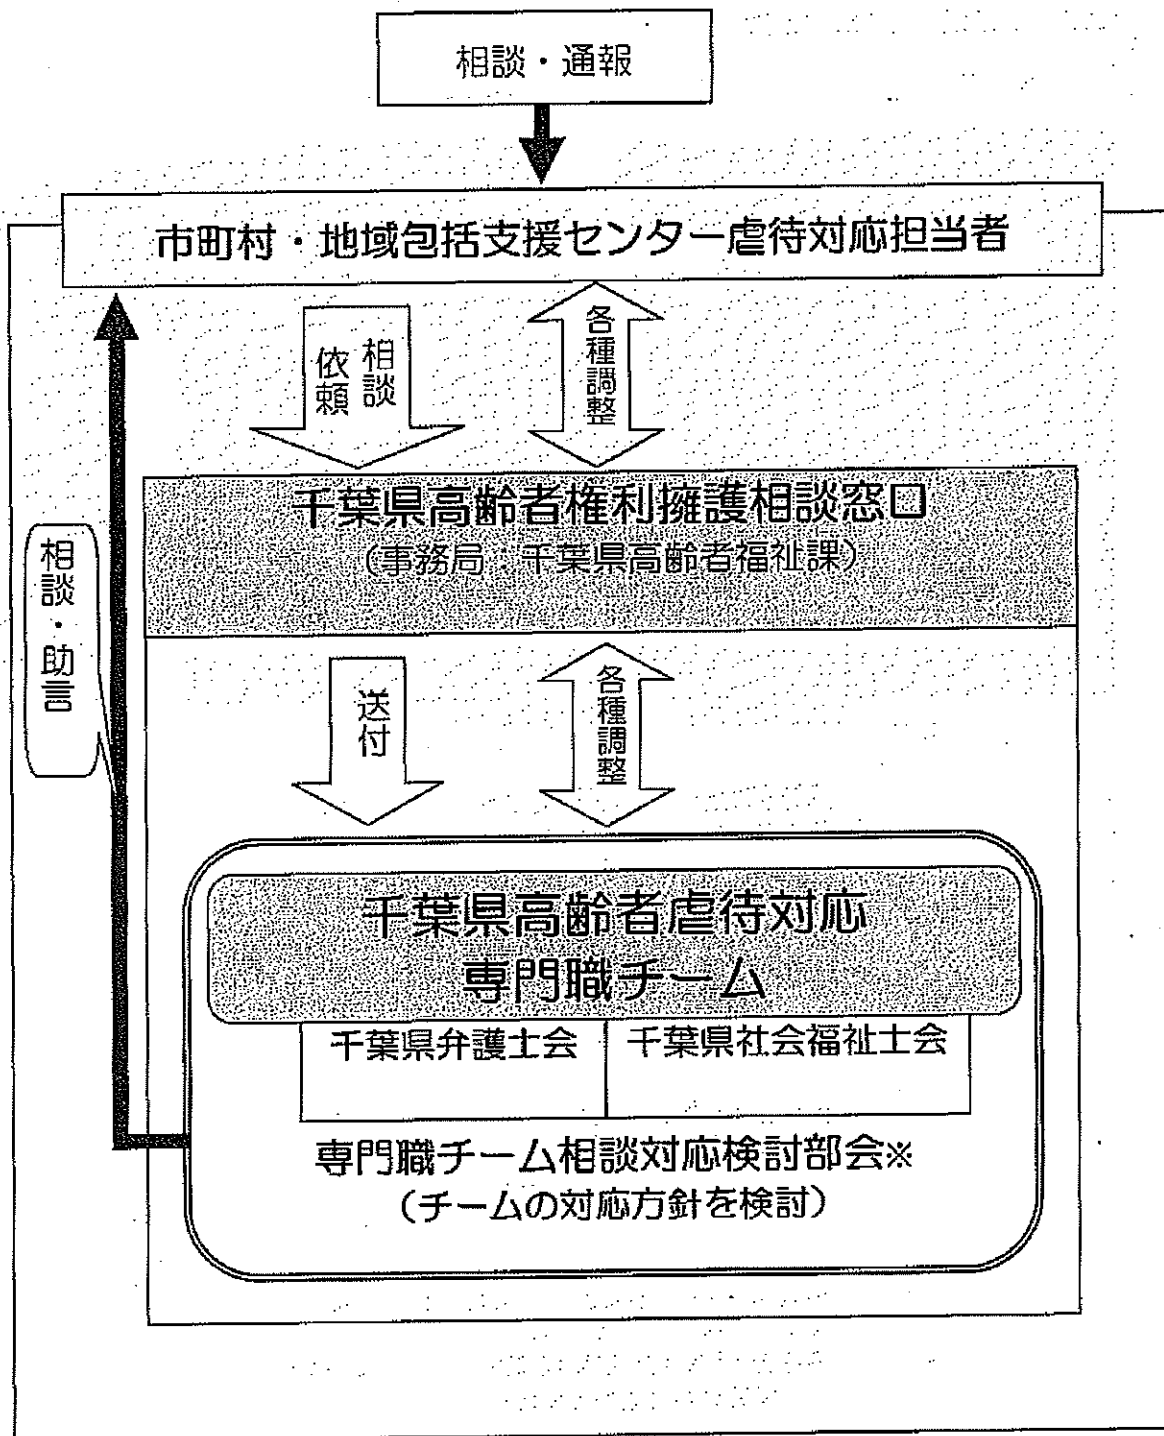 相談・通報
市町村・地域包括支援センター虐待対応担当者
相談
依頼
各種調整
千葉県高齢者権利擁護相談窓口
（事務局：千葉県高齢者福祉課）
相談・助言
送付
各種調整
千葉県高齢者虐待対応
専門職チーム
千葉県弁護士会
千葉県社会福祉士会
専門職チーム相談対応検討部会※
（チームの対応方針を検討）